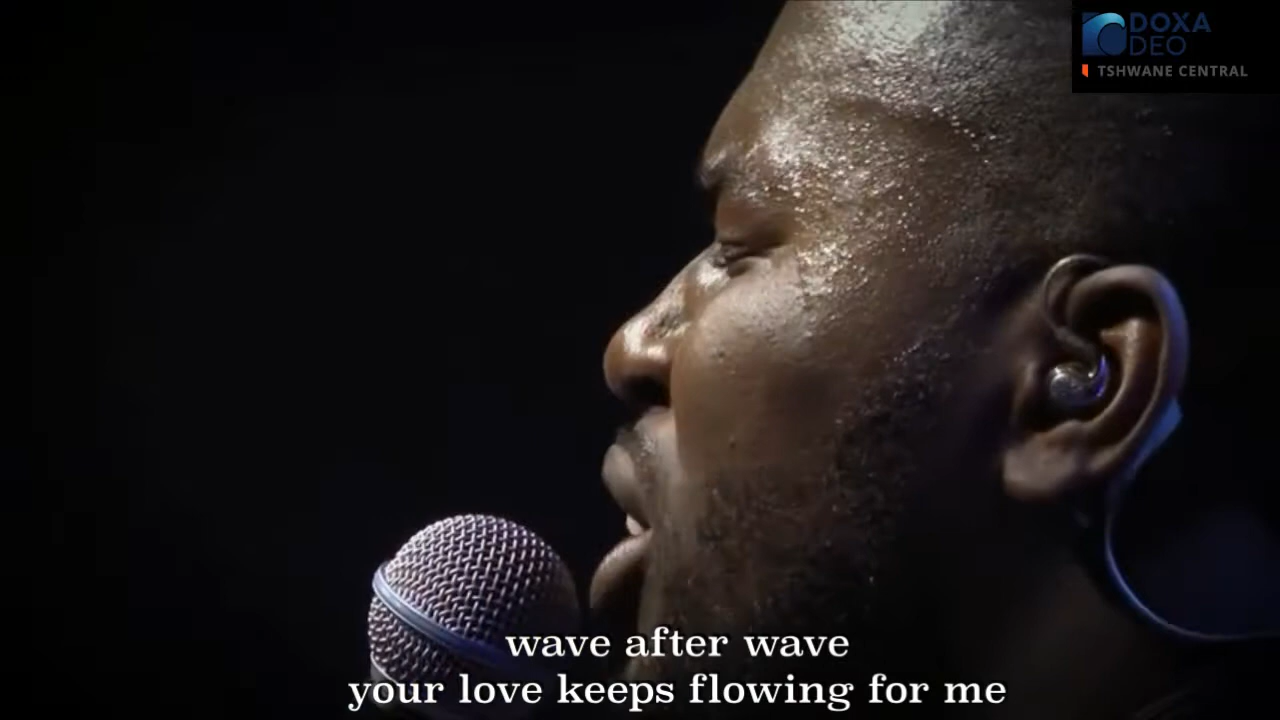 DOXA
DEO
TSHWANE CENTRAL
wave after wave
your love keeps flowing for me